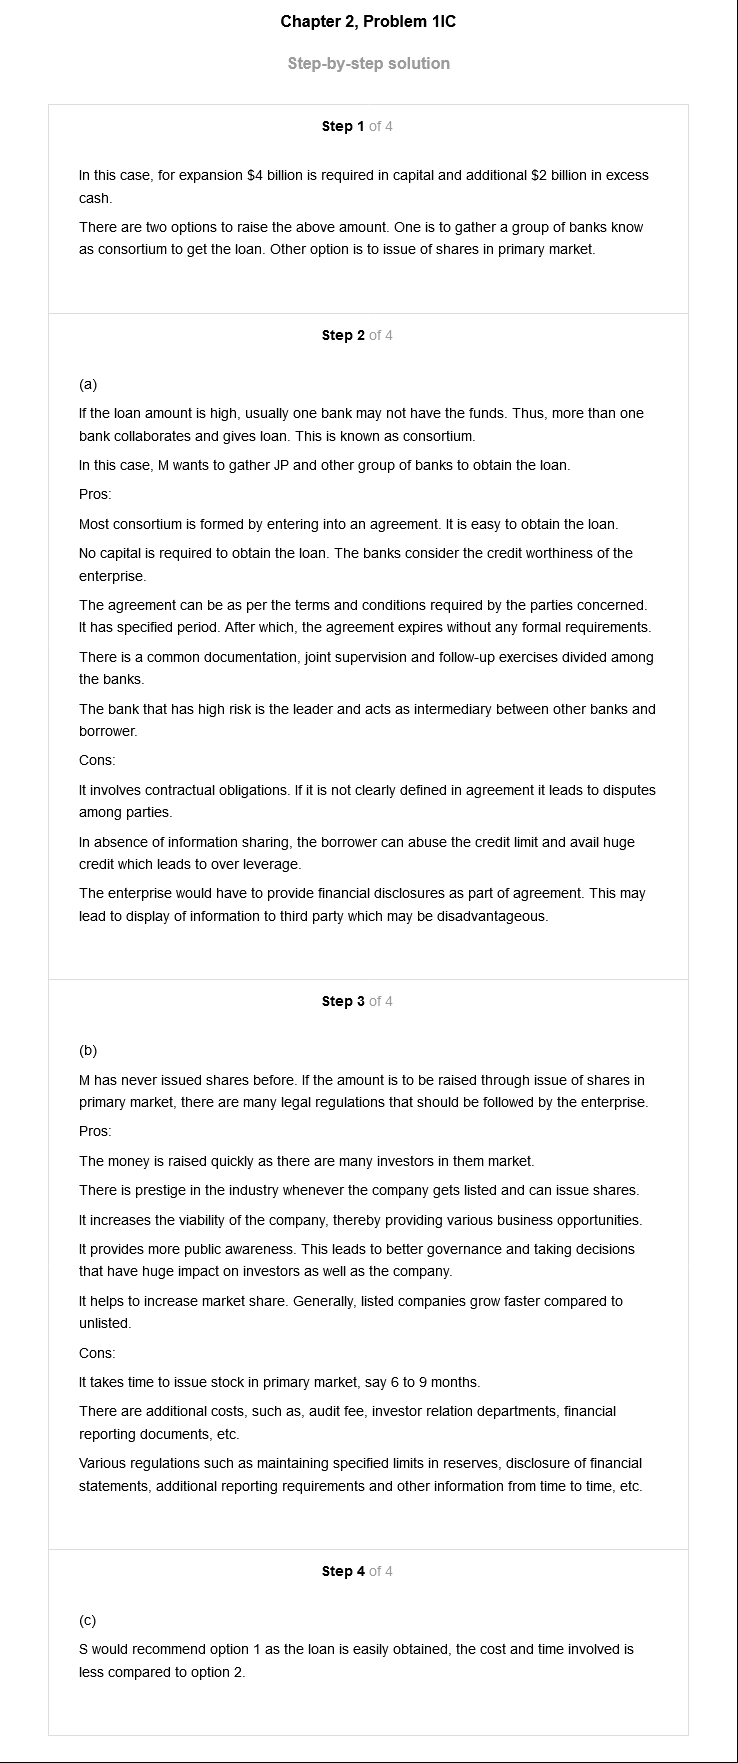 Chapter 2, Problem 1IC
Step-by-step solution
Step 1 of 4
In this case, for expansion $4 billion is required in capital and additional $2 billion in excess
cash.
There are two options to raise the above amount. One is to gather a group of banks know
as consortium to get the loan. Other option is to issue of shares in primary market.
Step 2 of 4
(a)
If the loan amount is high, usually one bank may not have the funds. Thus, more than one
bank collaborates and gives loan. This is known as consortium.
In this case, M wants to gather JP and other group of banks to obtain the loan.
Pros:
Most consortium is formed by entering into an agreement. It is easy to obtain the loan.
No capital is required to obtain the loan. The banks consider the credit worthiness of the
enterprise.
The agreement can be as per the terms and conditions required by the parties concerned.
It has specified period. After which, the agreement expires without any formal requirements.
There is a common documentation, joint supervision and follow-up exercises divided among
the banks.
The bank that has high risk is the leader and acts as intermediary between other banks and
borrower.
Cons:
It involves contractual obligations. If it is not clearly defined in agreement it leads to disputes
among parties.
In absence of information sharing, the borrower can abuse the credit limit and avail huge
credit which leads to over leverage.
The enterprise would have to provide financial disclosures as part of agreement. This may
lead to display of information to third party which may be disadvantageous.
Step 3 of 4
(b)
M has never issued shares before. If the amount is to be raised through issue of shares in
primary market, there are many legal regulations that should be followed by the enterprise.
Pros:
The money is raised quickly as there are many investors in them market.
There is prestige in the industry whenever the company gets listed and can issue shares.
It increases the viability of the company, thereby providing various business opportunities.
It provides more public awareness. This leads to better governance and taking decisions
that have huge impact on investors as well as the company.
It helps to increase market share. Generally, listed companies grow faster compared to
unlisted.
Cons:
It takes time to issue stock in primary market, say 6 to 9 months.
There are additional costs, such as, audit fee, investor relation departments, financial
reporting documents, etc.
Various regulations such as maintaining specified limits in reserves, disclosure of financial
statements, additional reporting requirements and other information from time to time, etc.
Step 4 of 4
(c)
S would recommend option 1 as the loan is easily obtained, the cost and time involved is
less compared to option 2.